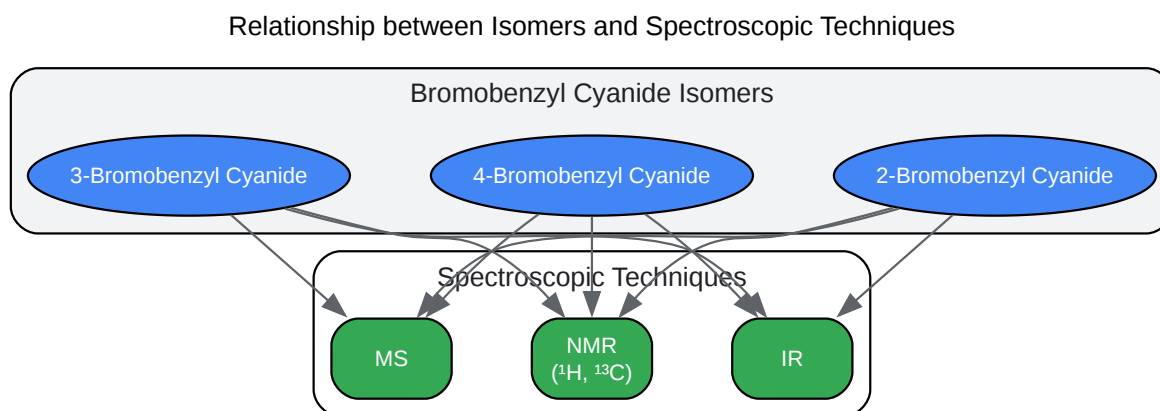 Relationship between Isomers and Spectroscopic Techniques
Bromobenzyl Cyanide Isomers
3-Bromobenzyl Cyanide
4-Bromobenzyl Cyanide
2-Bromobenzyl Cyanide
Spectroscopic Techniques
MS
NMR
(¹H, ¹³C)
IR